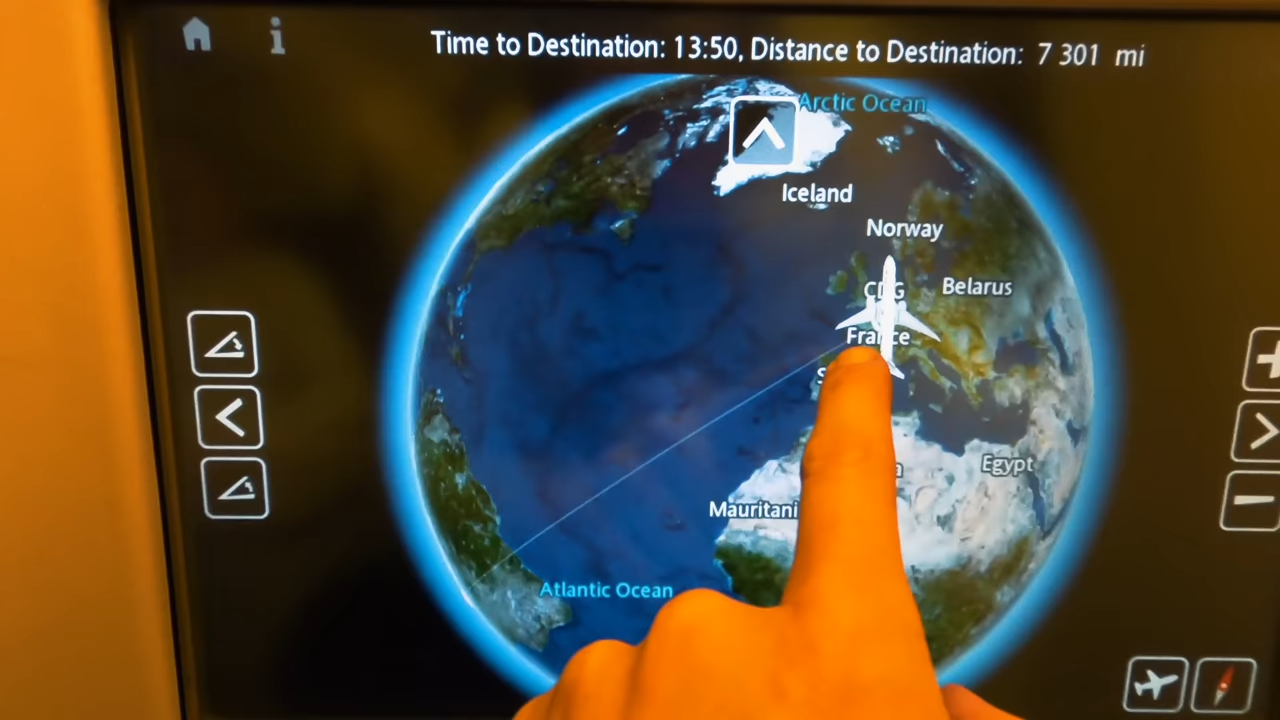 Time to Destination: 13:50, Distance to Destination: 7 301 mi
Arctic Ocean
Iceland
Norway
CDG
Belarus
France
Egypt
Mauritani
Atlantic Ocean